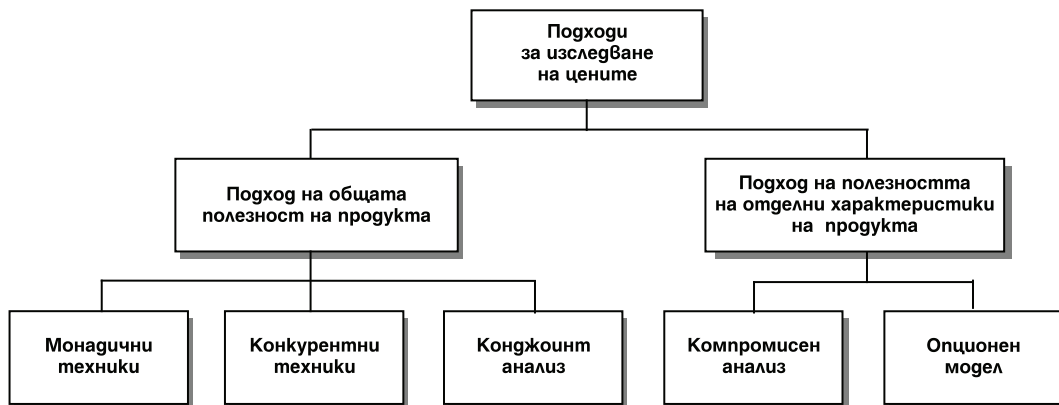 Подходи
за изследване
на цените
Подход на общата
полезност на продукта
Подход на полезността
на отделни характеристики
на продукта
Монадични
техники
Конкурентни
техники
Конджоинт
анализ
Компромисен
анализ
Опционен
модел